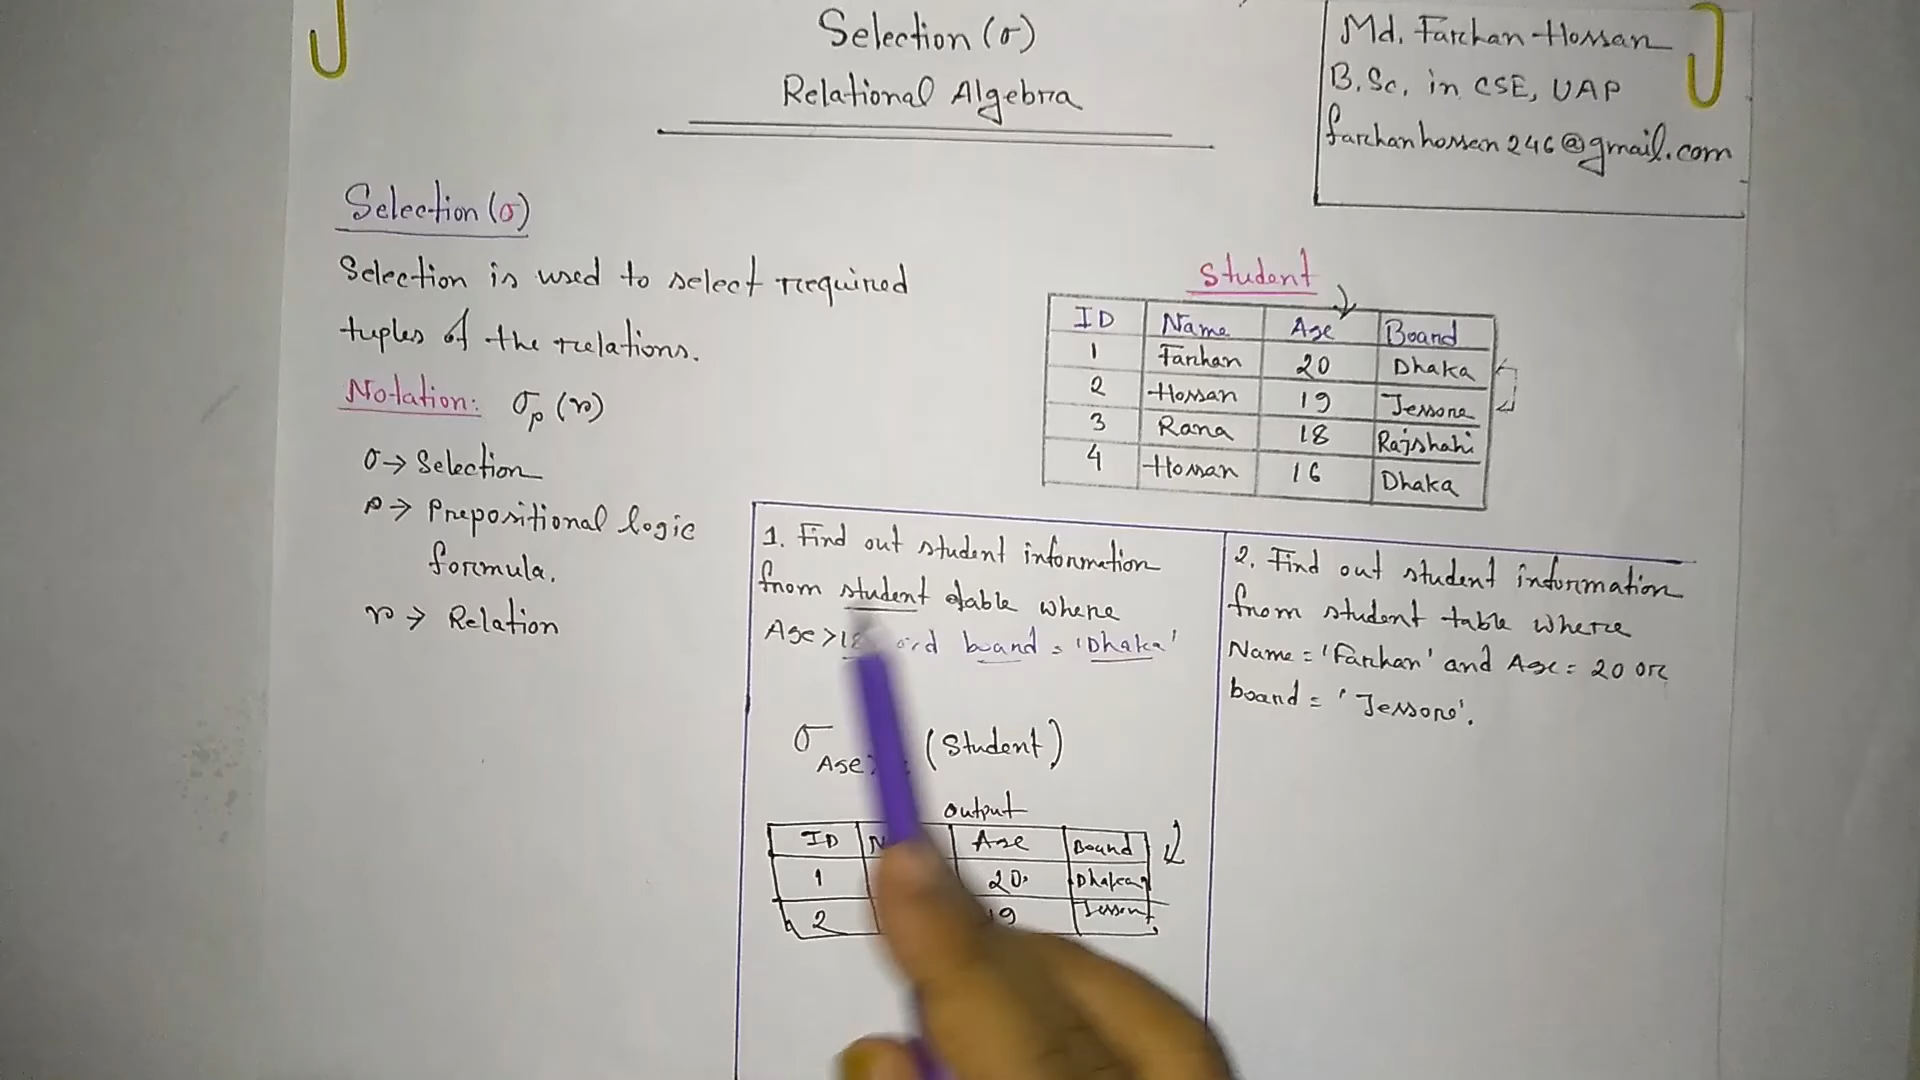 Selection (σ)
Relational Algebra
Md. Farhan Hossan
B.Sc. in CSE, UAP
farhanhossan246@gmail.com
Selection (σ)
Selection is used to select required
tuples of the relations.
Notation: σp (r)
σ → Selection
p → Prepositional logic
formula.
r → Relation
Student
ID Name Age Board
1 Farhan 20 Dhaka
2 Hossan 19 Jessore
3 Rana 18 Rajshahi
4 Hossan 16 Dhaka
1. Find out student information
from student table where
Age > 18 board = 'Dhaka'
σ Age (Student)
output
ID Age Board
1 20 Dhaka
2 19 Jessore
2. Find out student information
from student table where
Name = 'Farhan' and Age = 20 or
board = 'Jessore'.